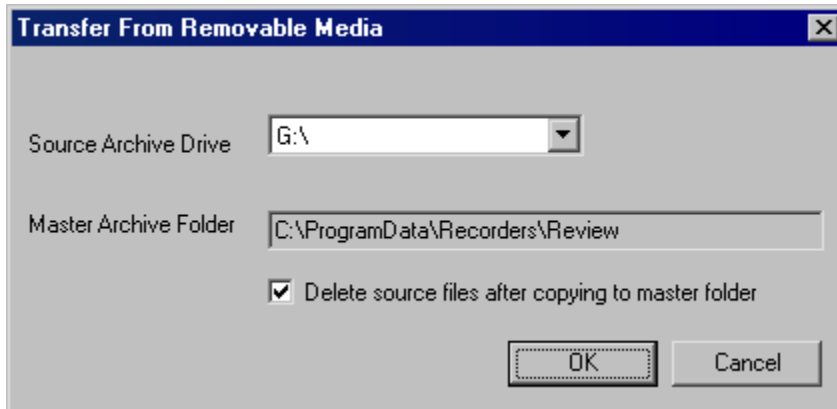 Transfer From Removable Media
Source Archive Drive G:\
Master Archive Folder C:\ProgramData\Recorders\Review
Delete source files after copying to master folder
OK Cancel